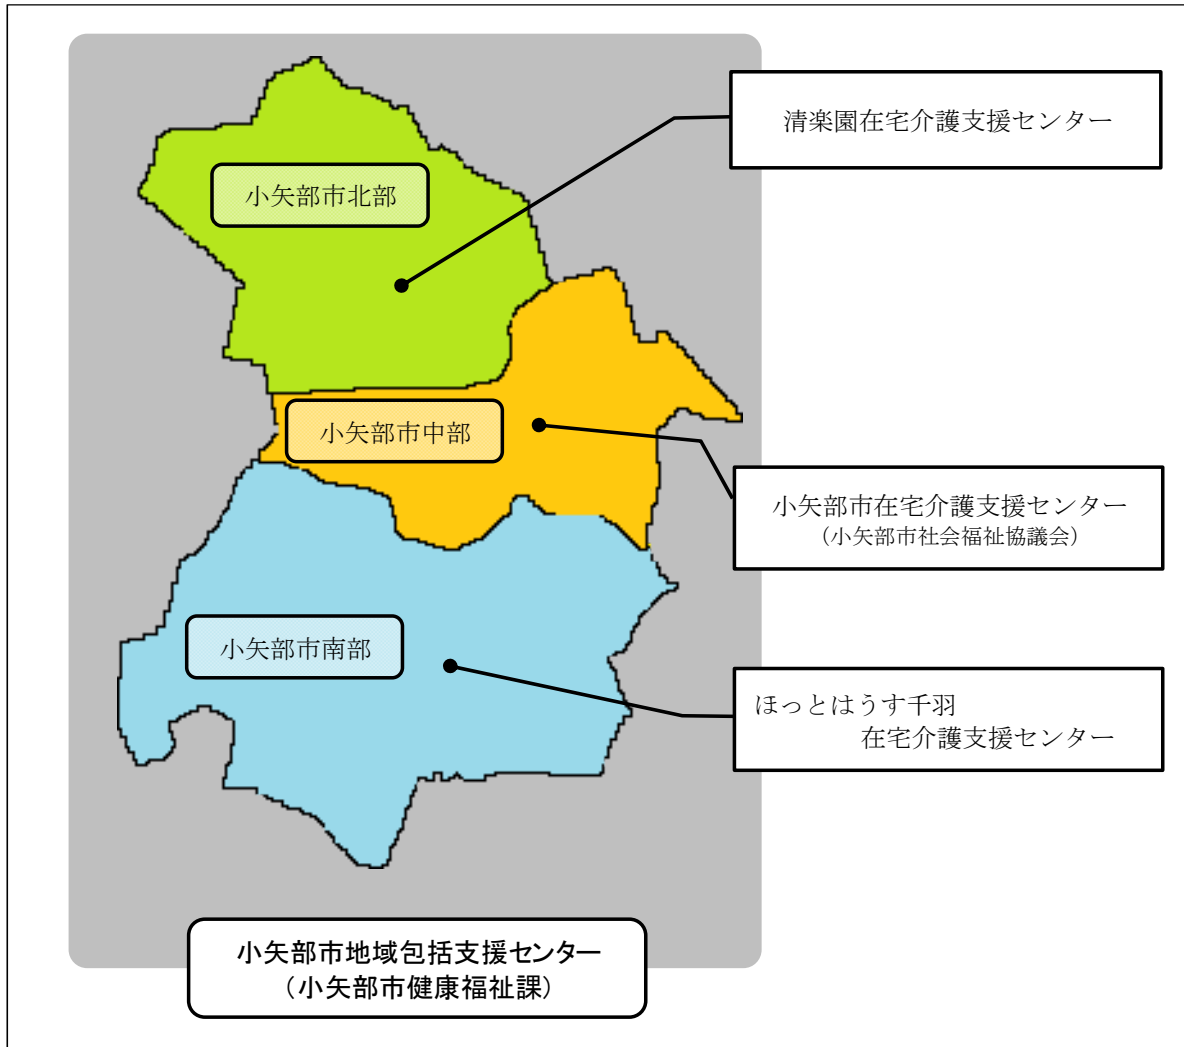 清楽園在宅介護支援センター
小矢部市北部
小矢部市中部
小矢部市在宅介護支援センター
（小矢部市社会福祉協議会）
小矢部市南部
ほっとはうす千羽
在宅介護支援センター
小矢部市地域包括支援センター
（小矢部市健康福祉課）